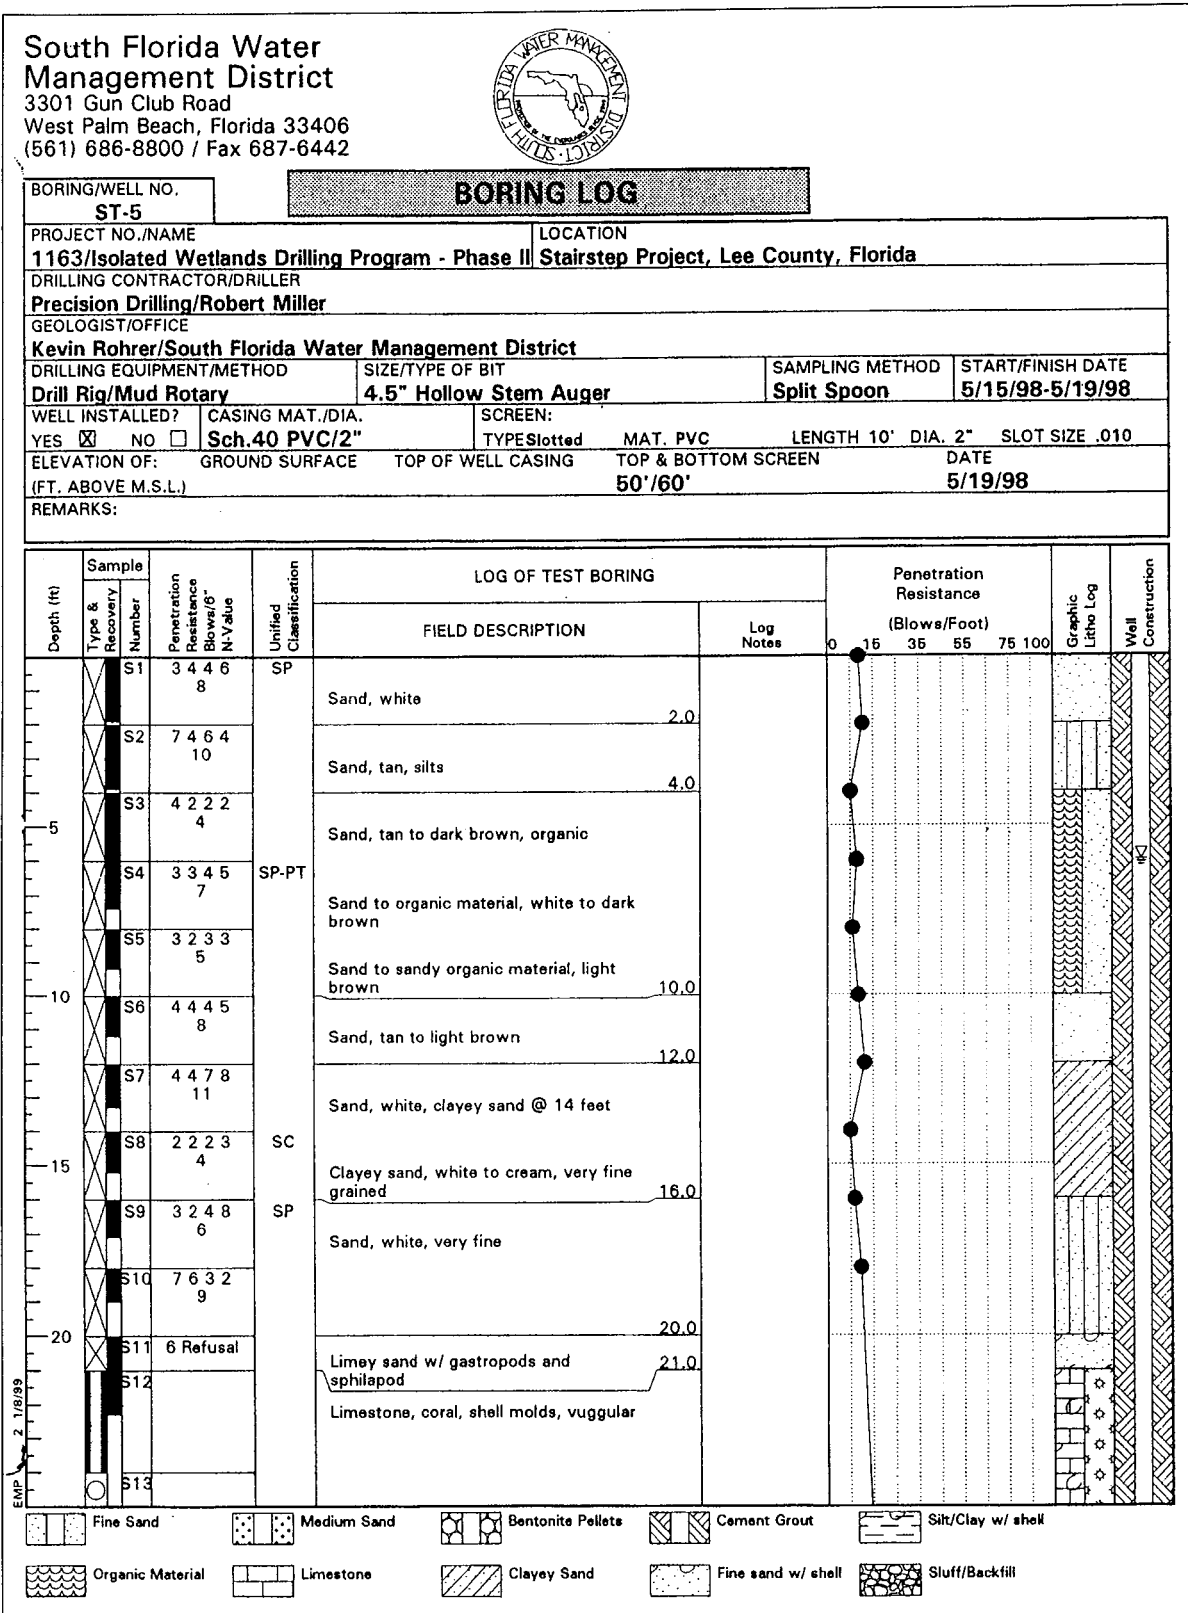 South Florida Water
Management District
3301 Gun Club Road
West Palm Beach, Florida 33406
(561) 686-8800 / Fax 687-6442
SOUTH FLORIDA WATER MANAGEMENT DISTRICT
BORING/WELL NO.
ST-5
BORING LOG
PROJECT NO./NAME LOCATION
1163/Isolated Wetlands Drilling Program - Phase II Stairstep Project, Lee County, Florida
DRILLING CONTRACTOR/DRILLER
Precision Drilling/Robert Miller
GEOLOGIST/OFFICE
Kevin Rohrer/South Florida Water Management District
DRILLING EQUIPMENT/METHOD SIZE/TYPE OF BIT SAMPLING METHOD START/FINISH DATE
Drill Rig/Mud Rotary 4.5" Hollow Stem Auger Split Spoon 5/15/98-5/19/98
WELL INSTALLED? CASING MAT./DIA. SCREEN:
YES ☒ NO ☐ Sch.40 PVC/2" TYPE Slotted MAT. PVC LENGTH 10' DIA. 2" SLOT SIZE .010
ELEVATION OF: GROUND SURFACE TOP OF WELL CASING TOP & BOTTOM SCREEN DATE
(FT. ABOVE M.S.L.) 50'/60' 5/19/98
REMARKS:
Depth (ft)
Sample
Type & Recovery
Number
Penetration Resistance Blows/6" N-Value
Unified Classification
LOG OF TEST BORING
FIELD DESCRIPTION
Log Notes
Penetration Resistance
(Blows/Foot)
0 16 36 55 75 100
Graphic Litho Log
Well Construction
S1 3 4 4 6 SP
8
Sand, white
2.0
S2 7 4 6 4
10
Sand, tan, silts
4.0
S3 4 2 2 2
4
5
Sand, tan to dark brown, organic
S4 3 3 4 5 SP-PT
7
Sand to organic material, white to dark
brown
S5 3 2 3 3
5
Sand to sandy organic material, light
brown
10.0
10
S6 4 4 4 5
8
Sand, tan to light brown
12.0
S7 4 4 7 8
11
Sand, white, clayey sand @ 14 feet
S8 2 2 2 3 SC
4
15
Clayey sand, white to cream, very fine
grained
16.0
S9 3 2 4 8 SP
6
Sand, white, very fine
S10 7 6 3 2
9
20.0
20
S11 6 Refusal
Limey sand w/ gastropods and
sphilapod
21.0
S12
Limestone, coral, shell molds, vuggular
S13
EMP 2 1/8/99
Fine Sand Medium Sand Bentonite Pellets Cement Grout Silt/Clay w/ shell
Organic Material Limestone Clayey Sand Fine sand w/ shell Sluff/Backfill